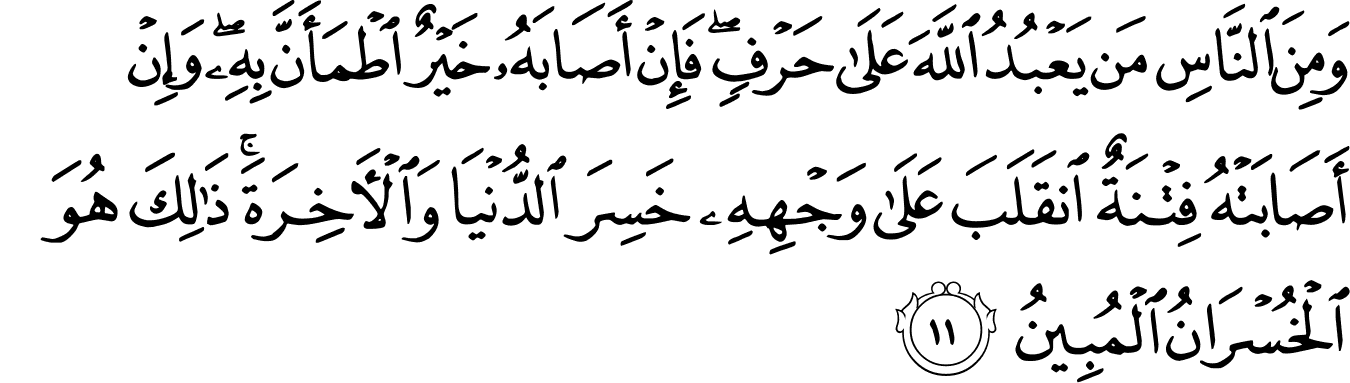 وَمِنَ ٱلنَّاسِ مَن يَعْبُدُ ٱللَّهَ عَلَىٰ حَرْفٍۢ ۖ فَإِنْ أَصَابَهُۥ خَيْرٌ ٱطْمَأَنَّ بِهِۦ ۖ وَإِنْ
أَصَابَتْهُ فِتْنَةٌ ٱنقَلَبَ عَلَىٰ وَجْهِهِۦ خَسِرَ ٱلدُّنْيَا وَٱلْأَخِرَةَ ۚ ذَٰلِكَ هُوَ
ٱلْخُسْرَانُ ٱلْمُبِينُ ١١